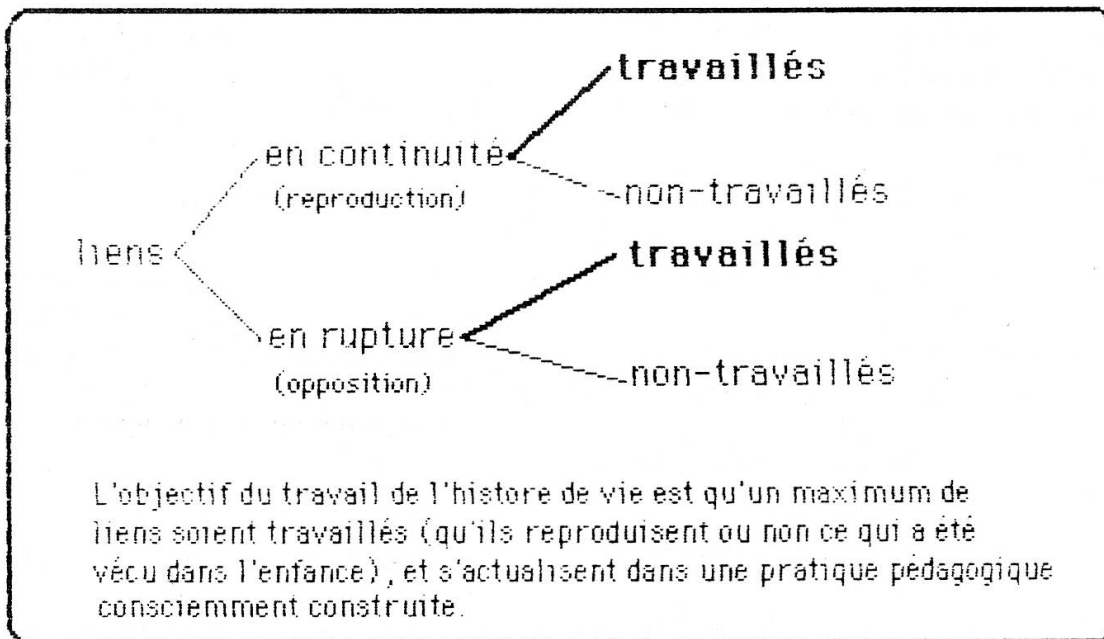 travaillés
en continuité
(reproduction)
non-travaillés
liens
travaillés
en rupture
(opposition)
non-travaillés
L'objectif du travail de l'histore de vie est qu'un maximum de
liens soient travaillés (qu'ils reproduisent ou non ce qui a été
vécu dans l'enfance), et s'actualisent dans une pratique pédagogique
consciemment construite.